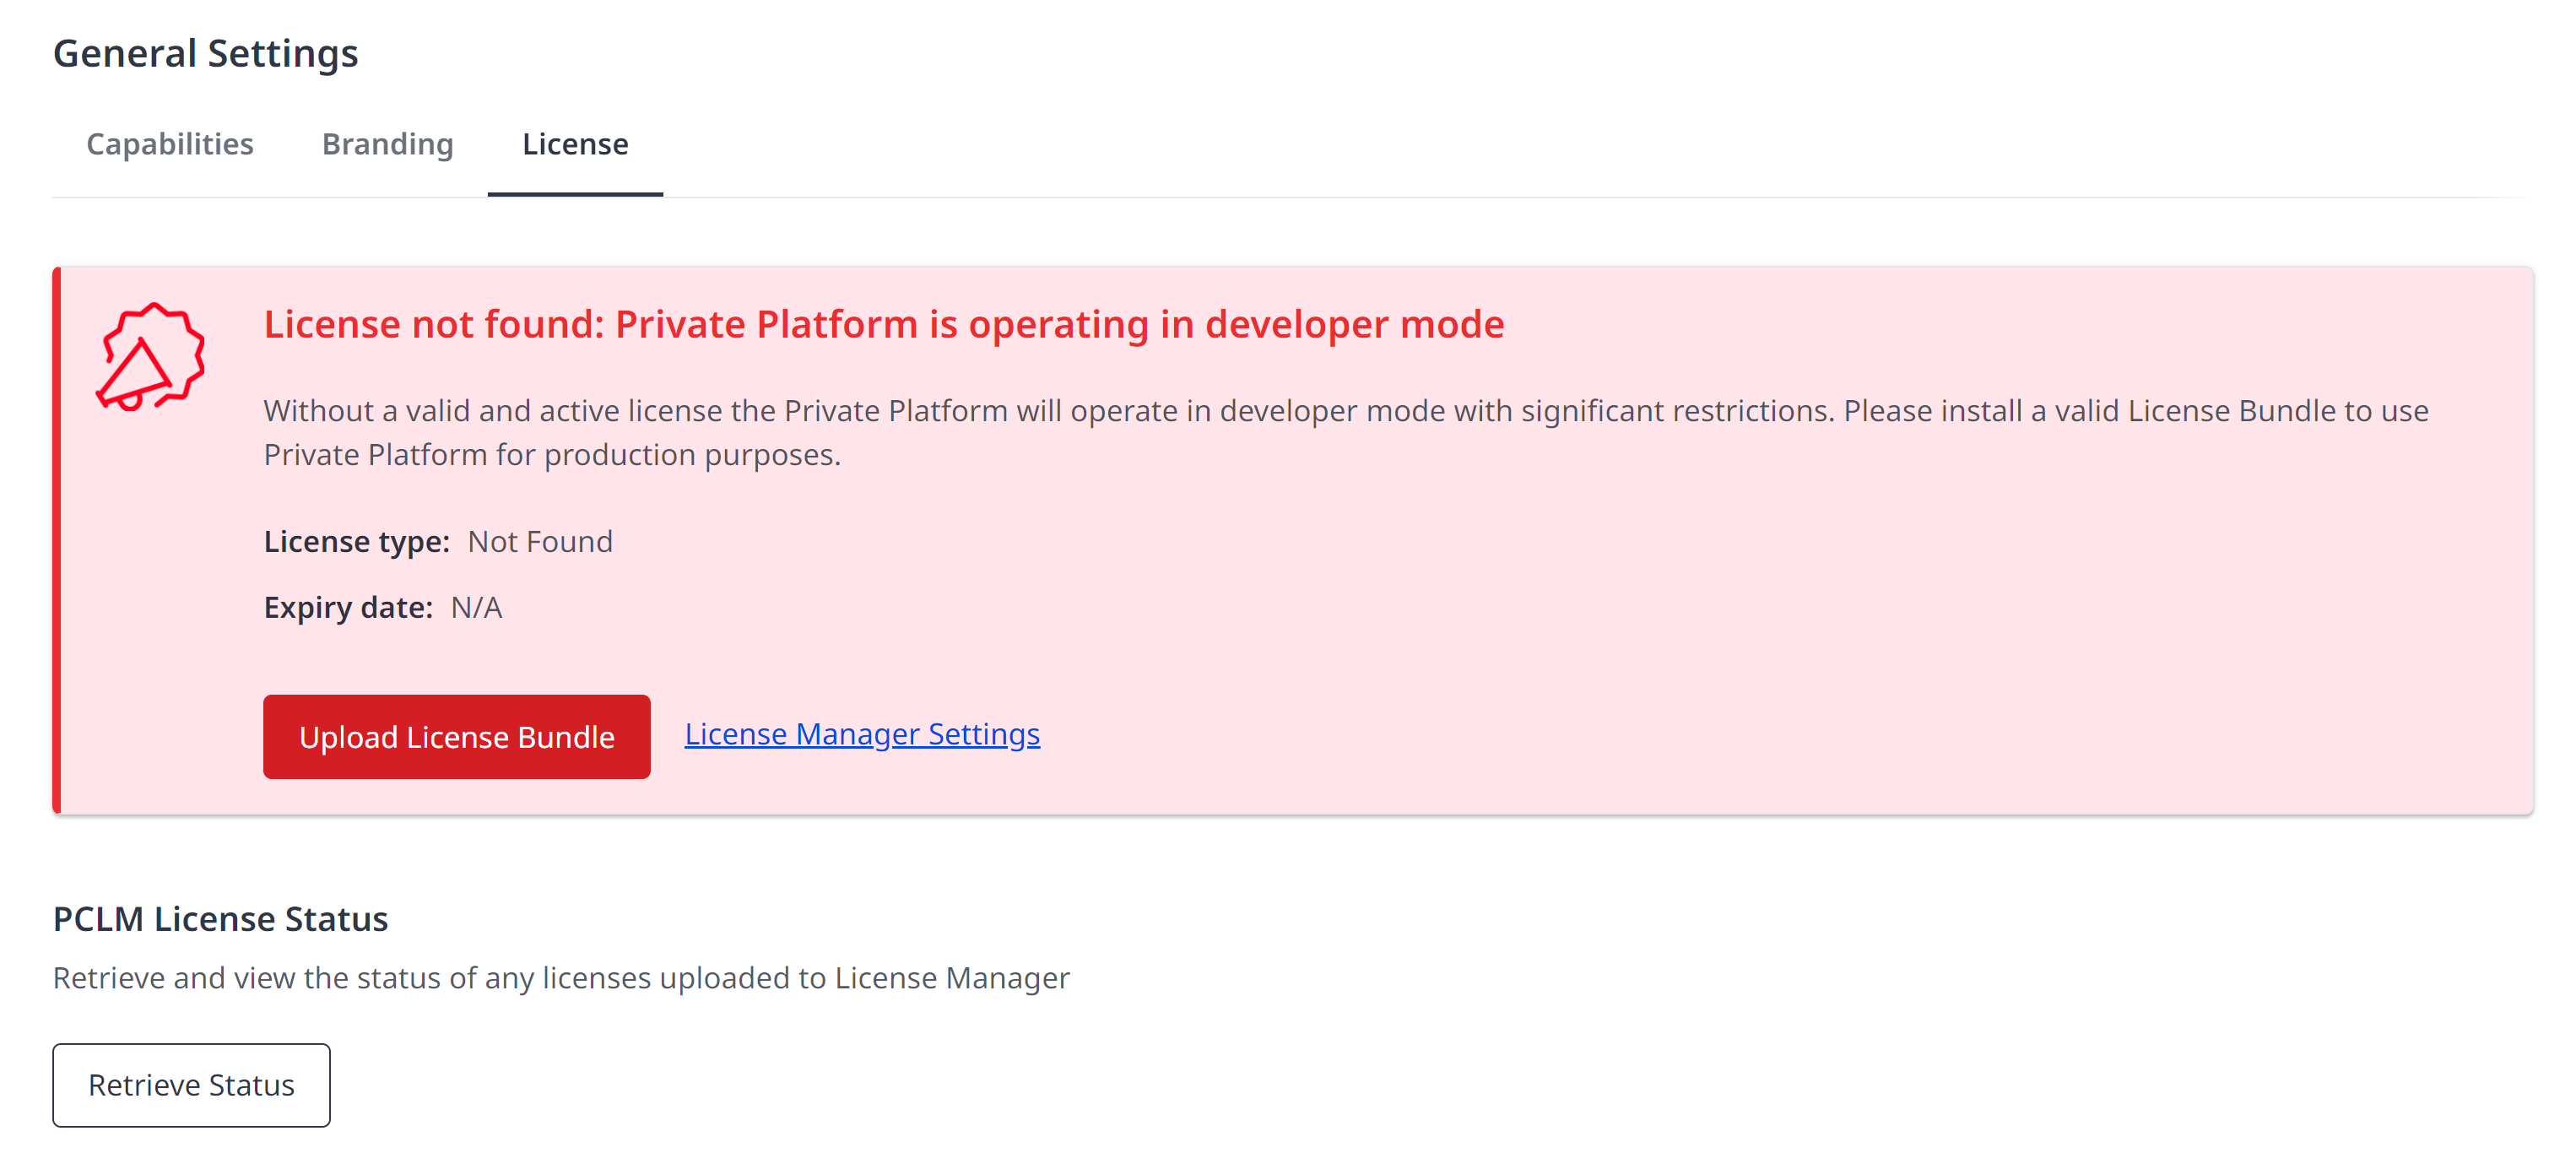 General Settings
Capabilities Branding License
License not found: Private Platform is operating in developer mode
Without a valid and active license the Private Platform will operate in developer mode with significant restrictions. Please install a valid License Bundle to use
Private Platform for production purposes.
License type: Not Found
Expiry date: N/A
Upload License Bundle License Manager Settings
PCLM License Status
Retrieve and view the status of any licenses uploaded to License Manager
Retrieve Status